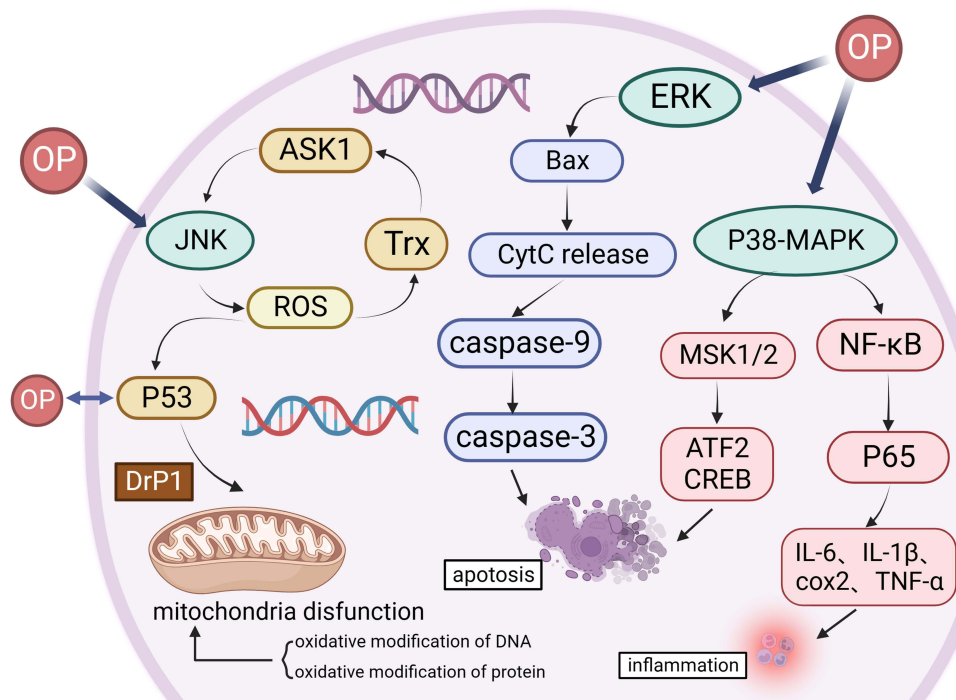 OP
ERK
OP
ASK1
Bax
JNK
Trx
P38-MAPK
CytC release
ROS
caspase-9
MSK1/2
NF-κB
OP
P53
caspase-3
ATF2
CREB
P65
DrP1
IL-6、IL-1β、
cox2、TNF-α
apotosis
mitochondria disfunction
oxidative modification of DNA
oxidative modification of protein
inflammation